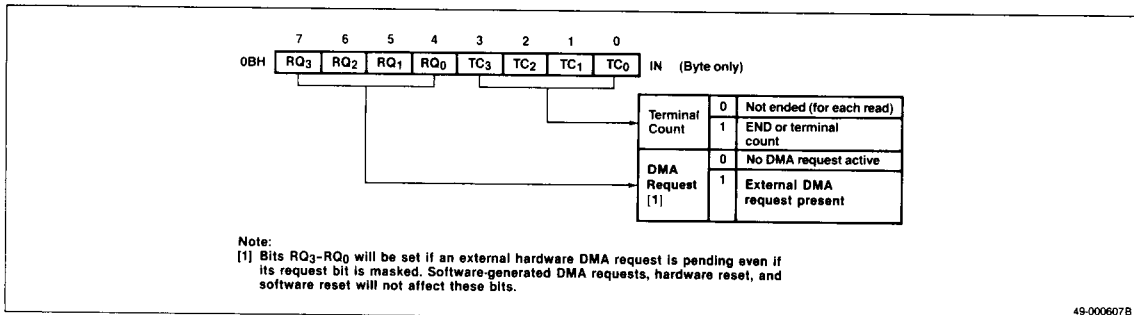 7 6 5 4 3 2 1 0
0BH RQ3 RQ2 RQ1 RQ0 TC3 TC2 TC1 TC0 IN (Byte only)
Terminal Count
0 Not ended (for each read)
1 END or terminal count
DMA Request [1]
0 No DMA request active
1 External DMA request present
Note:
[1] Bits RQ3-RQ0 will be set if an external hardware DMA request is pending even if
its request bit is masked. Software-generated DMA requests, hardware reset, and
software reset will not affect these bits.
49-000607B